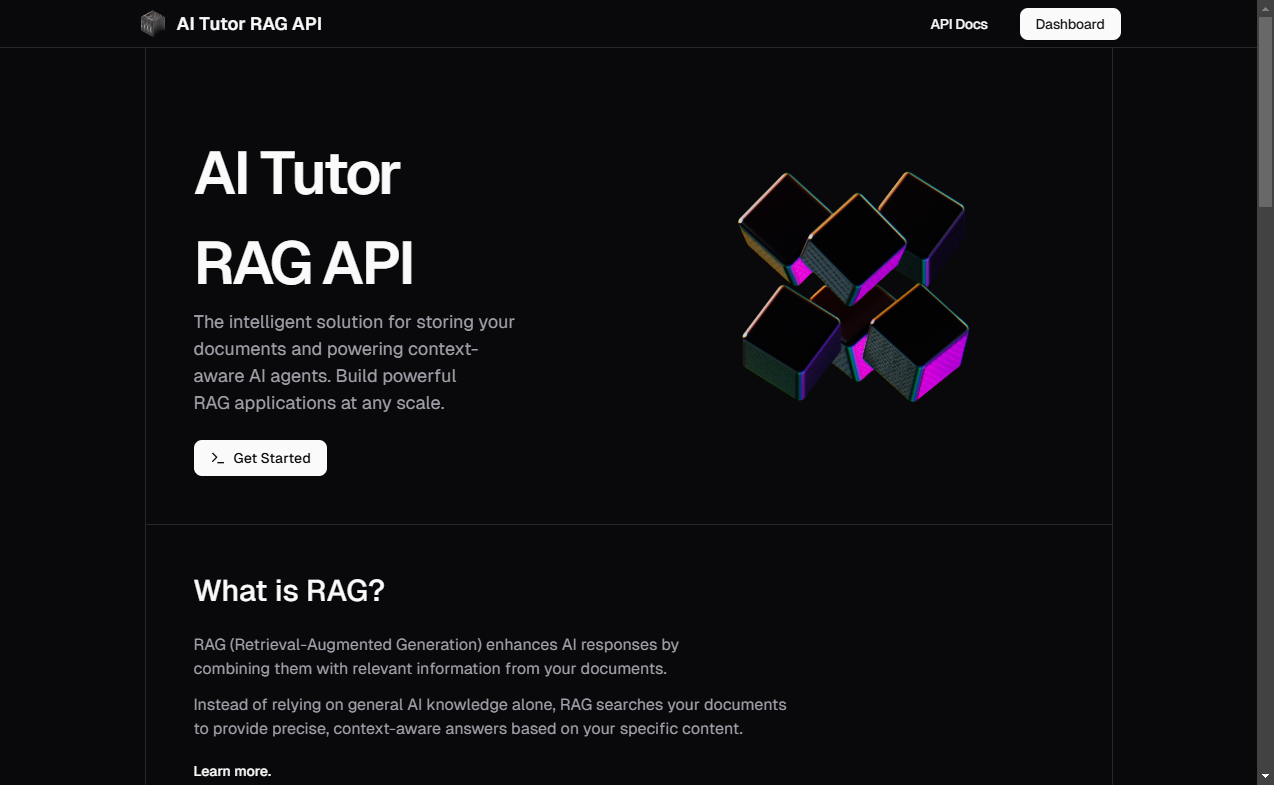 AI Tutor RAG API
API Docs
Dashboard
AI Tutor
RAG API
The intelligent solution for storing your
documents and powering context-
aware AI agents. Build powerful
RAG applications at any scale.
Get Started
What is RAG?
RAG (Retrieval-Augmented Generation) enhances AI responses by
combining them with relevant information from your documents.
Instead of relying on general AI knowledge alone, RAG searches your documents
to provide precise, context-aware answers based on your specific content.
Learn more.